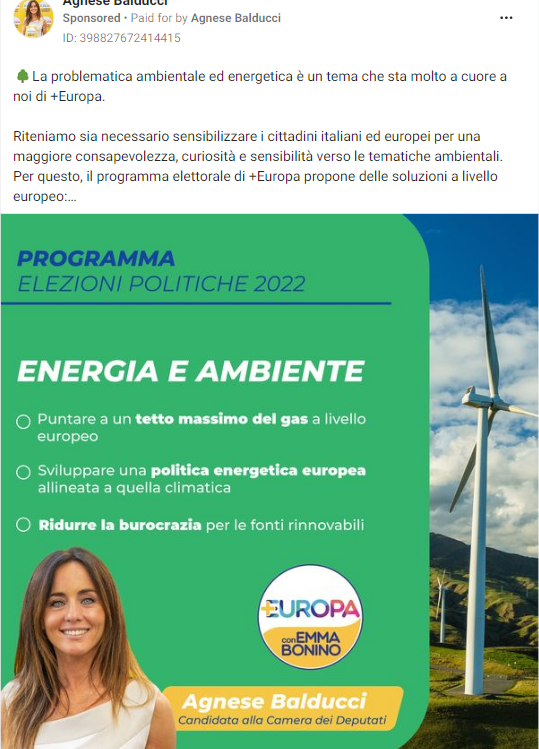 Agnese Balducci
Sponsored • Paid for by Agnese Balducci
ID: 398827672414415
🌳La problematica ambientale ed energetica è un tema che sta molto a cuore a
noi di +Europa.
Riteniamo sia necessario sensibilizzare i cittadini italiani ed europei per una
maggiore consapevolezza, curiosità e sensibilità verso le tematiche ambientali.
Per questo, il programma elettorale di +Europa propone delle soluzioni a livello
europeo:...
PROGRAMMA
ELEZIONI POLITICHE 2022
ENERGIA E AMBIENTE
Puntare a un tetto massimo del gas a livello
europeo
Sviluppare una politica energetica europea
allineata a quella climatica
Ridurre la burocrazia per le fonti rinnovabili
+EUROPA
con EMMA
BONINO
Agnese Balducci
Candidata alla Camera dei Deputati